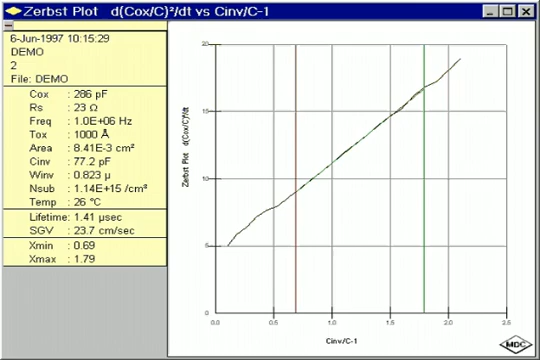 Zerbst Plot d(Cox/C)²/dt vs Cinv/C-1
6-Jun-1997 10:15:29
DEMO
2
File: DEMO
Cox : 286 pF
Rs : 23 Ω
Freq : 1.0E+06 Hz
Tox : 1000 Å
Area : 8.41E-3 cm²
Cinv : 77.2 pF
Winv : 0.823 µ
Nsub : 1.14E+15 /cm³
Temp : 26 °C
Lifetime: 1.41 µsec
SGV : 23.7 cm/sec
Xmin : 0.69
Xmax : 1.79
Zerbst Plot d(Cox/C)²/dt
20
15
10
5
0
0.0 0.5 1.0 1.5 2.0 2.5
Cinv/C-1
MDC